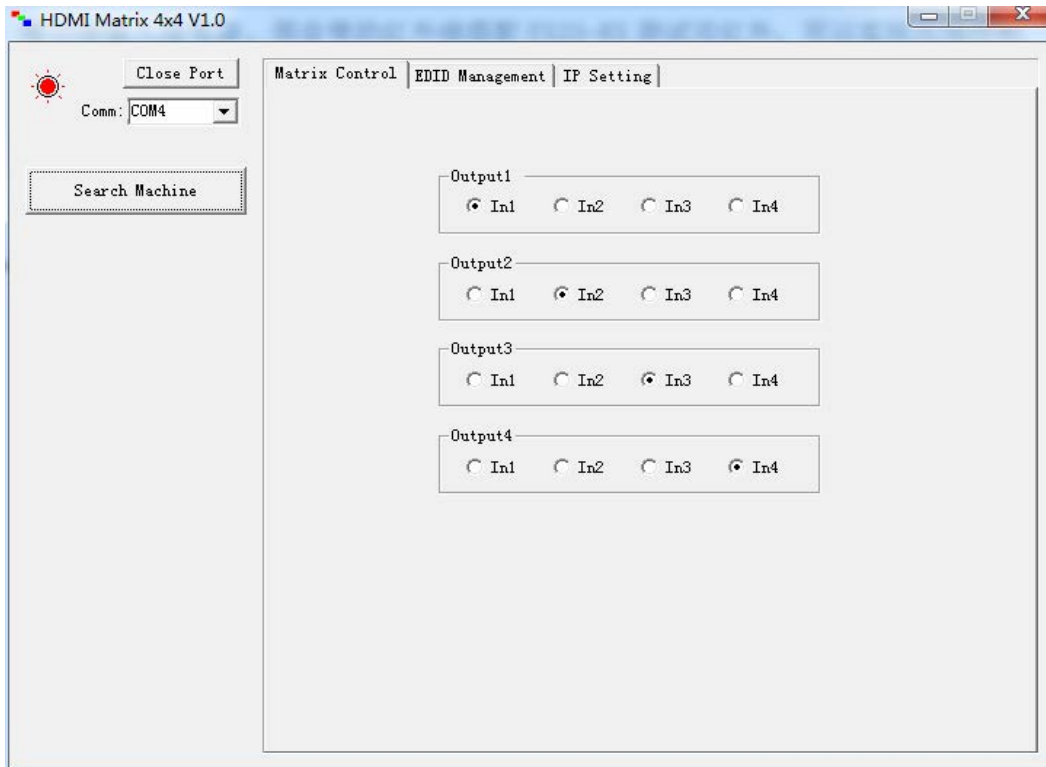 HDMI Matrix 4x4 V1.0
Close Port
Comm: COM4
Search Machine
Matrix Control EDID Management IP Setting
Output1
In1 In2 In3 In4
Output2
In1 In2 In3 In4
Output3
In1 In2 In3 In4
Output4
In1 In2 In3 In4